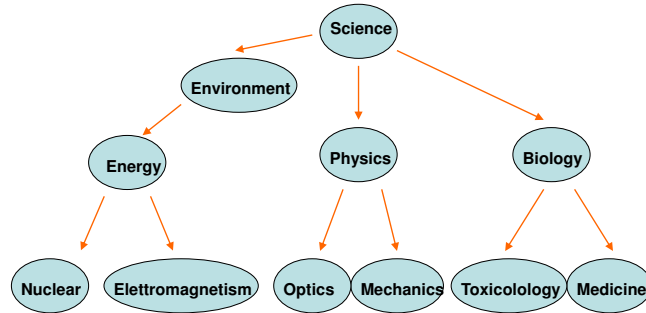 Science
Environment
Energy
Physics
Biology
Nuclear
Elettromagnetism
Optics
Mechanics
Toxicolology
Medicine